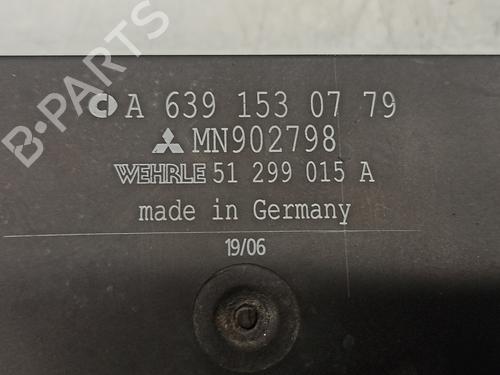 B-PARTS
A 639 153 07 79
MN902798
WEHRLE 51 299 015 A
made in Germany
19/06